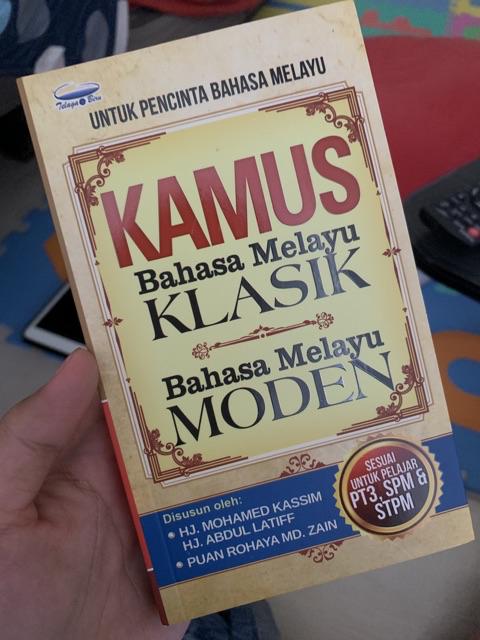 Telaga Biru
UNTUK PENCINTA BAHASA MELAYU
KAMUS
Bahasa Melayu
KLASIK
Bahasa Melayu
MODEN
SESUAI
UNTUK PELAJAR
PT3, SPM &
STPM
Disusun oleh:
• HJ. MOHAMED KASSIM
HJ. ABDUL LATIFF
• PUAN ROHAYA MD. ZAIN